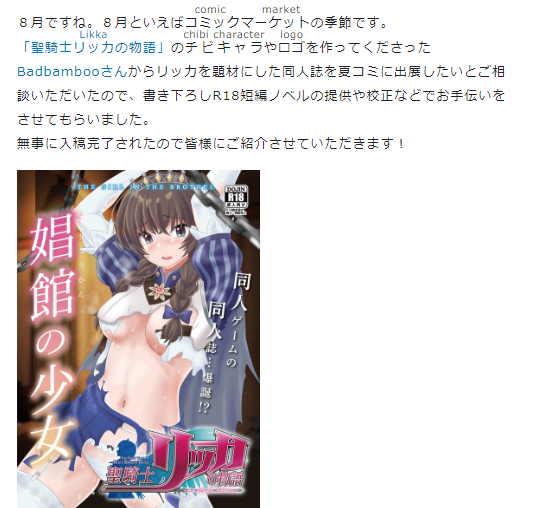 comic market
８月ですね。８月といえばコミックマーケットの季節です。
Likka chibi character logo
「聖騎士リッカの物語」のチビキャラやロゴを作ってくださった
Badbambooさんからリッカを題材にした同人誌を夏コミに出展したいとご相
談いただいたので、書き下ろしR18短編ノベルの提供や校正などでお手伝いを
させてもらいました。
無事に入稿完了されたので皆様にご紹介させていただきます！
THE GIRL IN THE BROTHEL
R18
娼館の少女
同人ゲームの
同人誌…爆誕!?
聖騎士リッカの物語